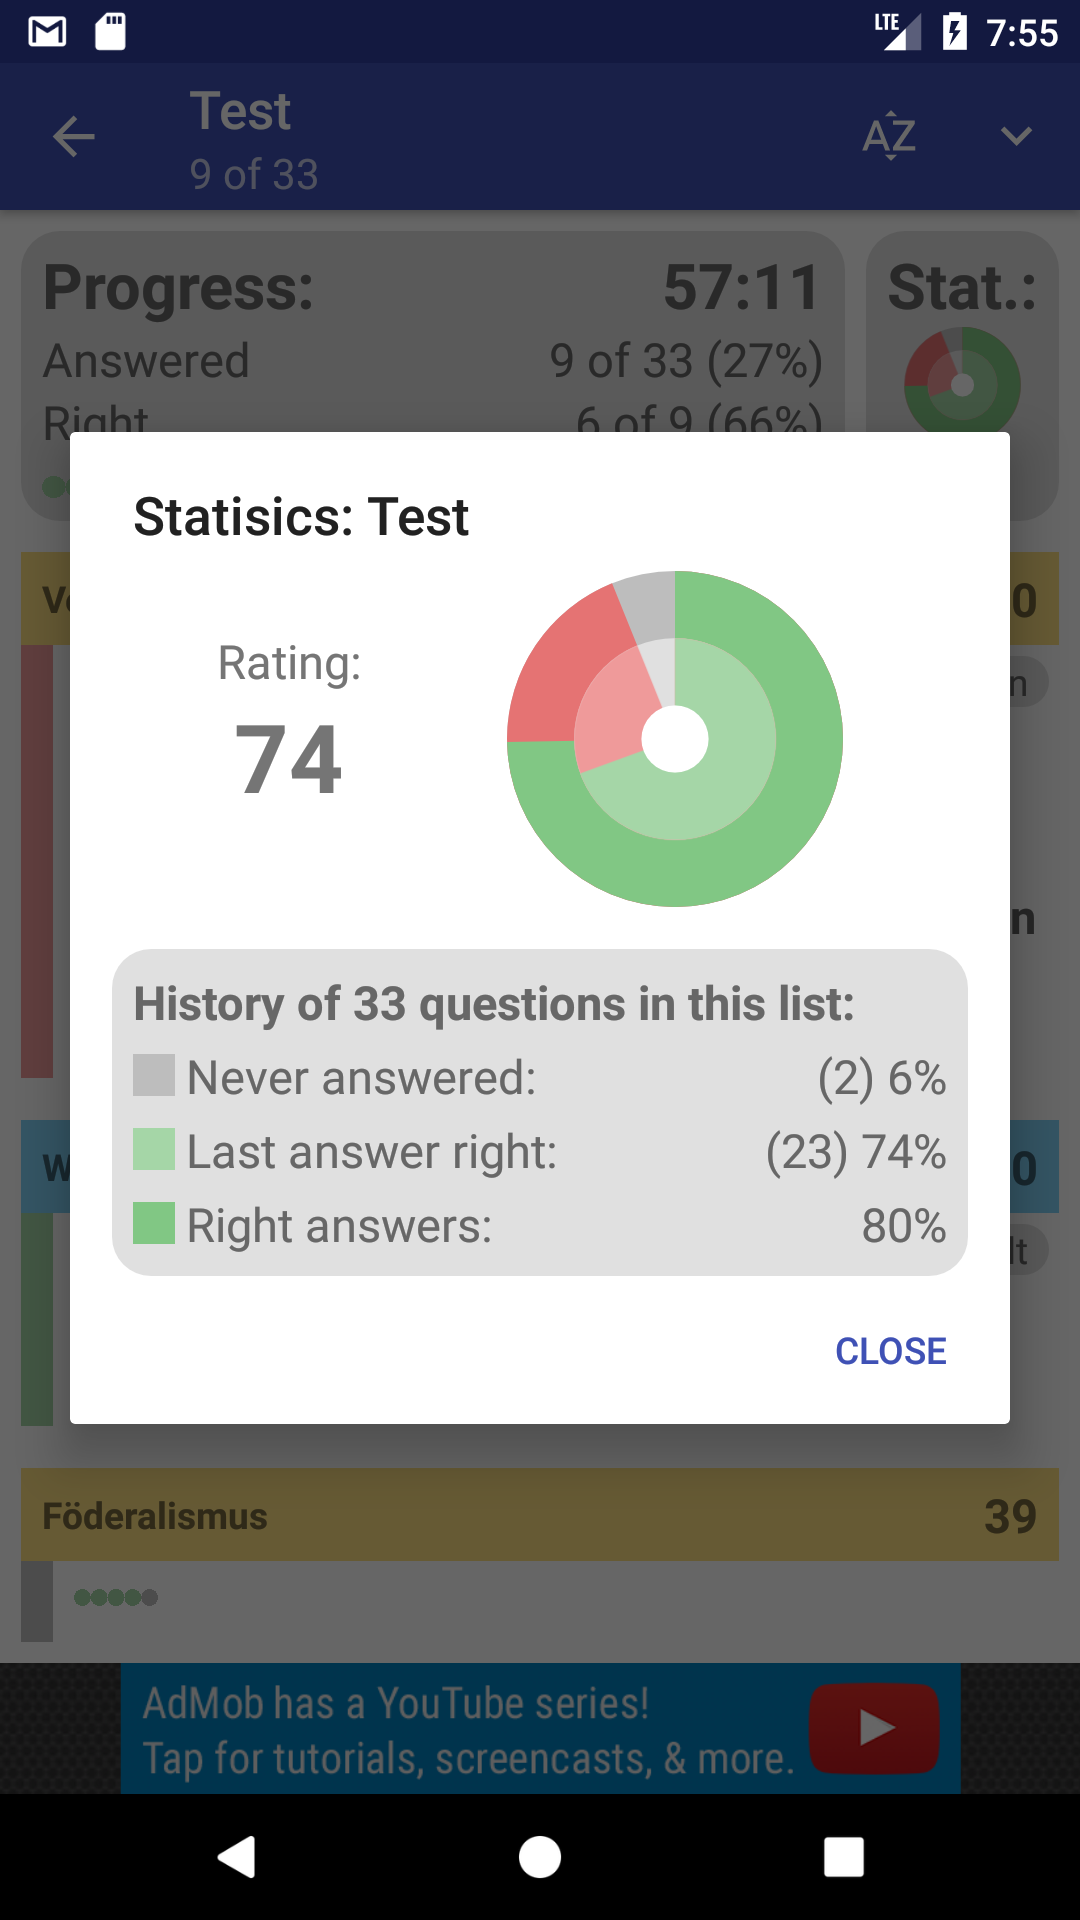 LTE 7:55
Test
9 of 33
AZ
Progress: 57:11
Stat.:
Answered 9 of 33 (27%)
Right 6 of 9 (66%)
Statisics: Test
Rating:
74
History of 33 questions in this list:
Never answered: (2) 6%
Last answer right: (23) 74%
Right answers: 80%
CLOSE
Föderalismus 39
AdMob has a YouTube series!
Tap for tutorials, screencasts, & more.